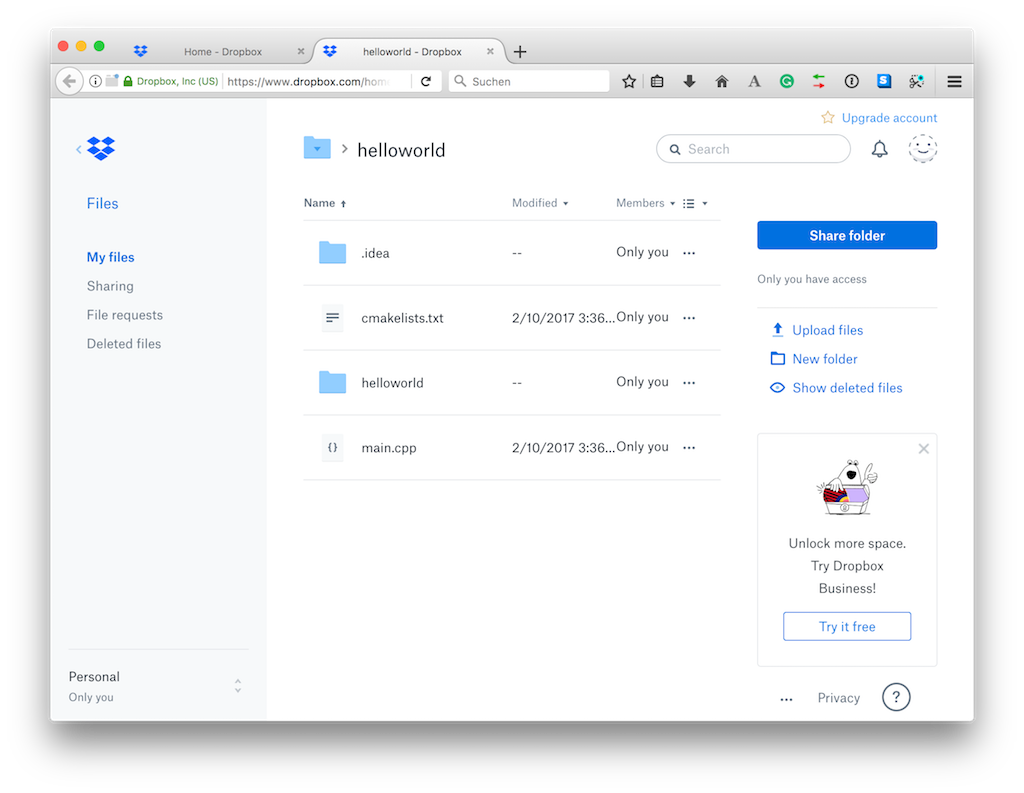 Home - Dropbox
helloworld - Dropbox
Dropbox, Inc (US)
https://www.dropbox.com/hom
Suchen
Upgrade account
helloworld
Search
Files
My files
Sharing
File requests
Deleted files
Name
Modified
Members
.idea
--
Only you
cmakelists.txt
2/10/2017 3:36...
Only you
helloworld
--
Only you
{}
main.cpp
2/10/2017 3:36...
Only you
Share folder
Only you have access
Upload files
New folder
Show deleted files
Unlock more space.
Try Dropbox
Business!
Try it free
Personal
Only you
Privacy
?